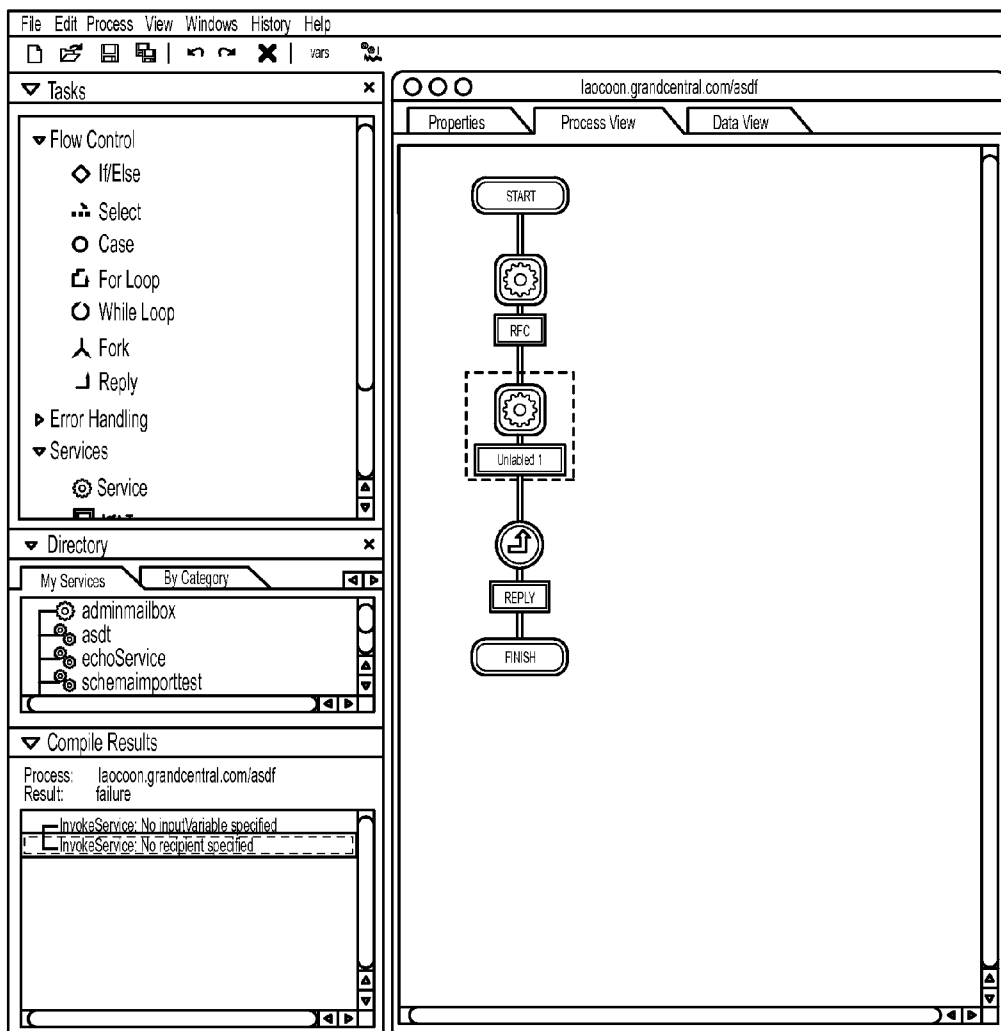 File Edit Process View Windows History Help
vars
Tasks
Flow Control
If/Else
Select
Case
For Loop
While Loop
Fork
Reply
Error Handling
Services
Service
Directory
My Services By Category
adminmailbox
asdt
echoService
schemaimporttest
Compile Results
Process: laocoon.grandcentral.com/asdf
Result: failure
InvokeService: No inputVariable specified
InvokeService: No recipient specified
laocoon.grandcentral.com/asdf
Properties Process View Data View
START
RFC
Unlabled 1
REPLY
FINISH